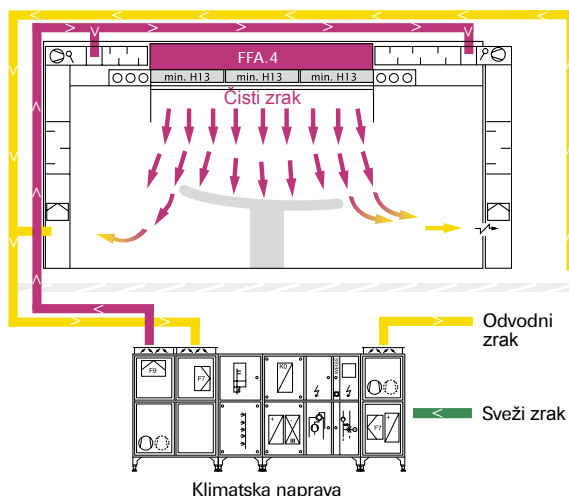 FFA.4
min. H13 min. H13 min. H13
Čisti zrak
Odvodni
zrak
F9
F7
KO
Sveži zrak
F7
Klimatska naprava